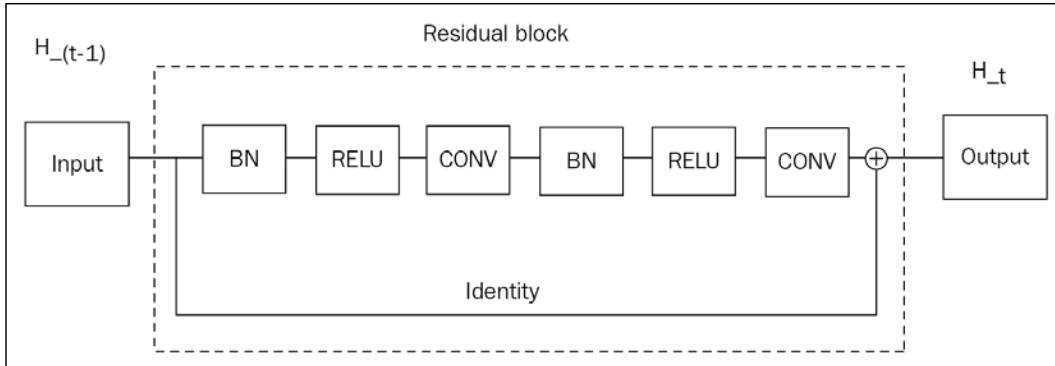 Residual block
H_(t-1)
H_t
Input
BN
RELU
CONV
BN
RELU
CONV
Output
Identity